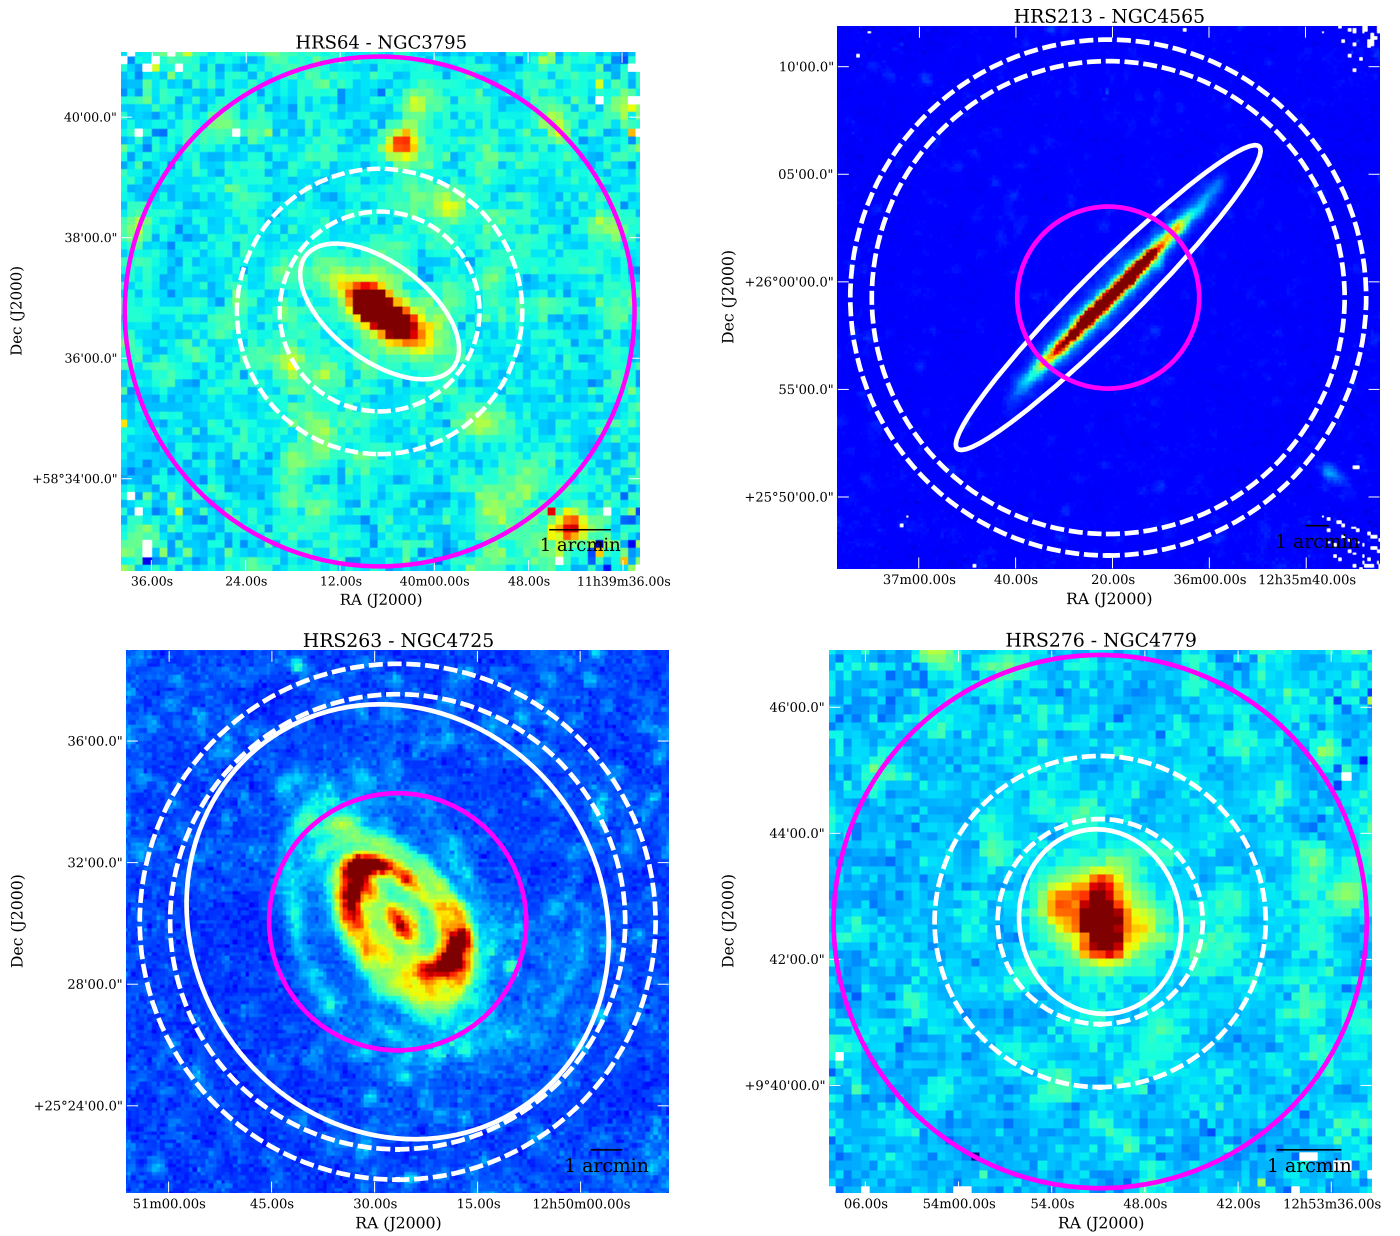 HRS64 - NGC3795
40'00.0"
38'00.0"
36'00.0"
+58°34'00.0"
Dec (J2000)
1 arcmin
36.00s 24.00s 12.00s 40m00.00s 48.00s 11h39m36.00s
RA (J2000)
HRS213 - NGC4565
10'00.0"
05'00.0"
+26°00'00.0"
55'00.0"
+25°50'00.0"
Dec (J2000)
1 arcmin
37m00.00s 40.00s 20.00s 36m00.00s 12h35m40.00s
RA (J2000)
HRS263 - NGC4725
36'00.0"
32'00.0"
28'00.0"
+25°24'00.0"
Dec (J2000)
1 arcmin
51m00.00s 45.00s 30.00s 15.00s 12h50m00.00s
RA (J2000)
HRS276 - NGC4779
46'00.0"
44'00.0"
42'00.0"
+9°40'00.0"
Dec (J2000)
1 arcmin
06.00s 54m00.00s 54.00s 48.00s 42.00s 12h53m36.00s
RA (J2000)